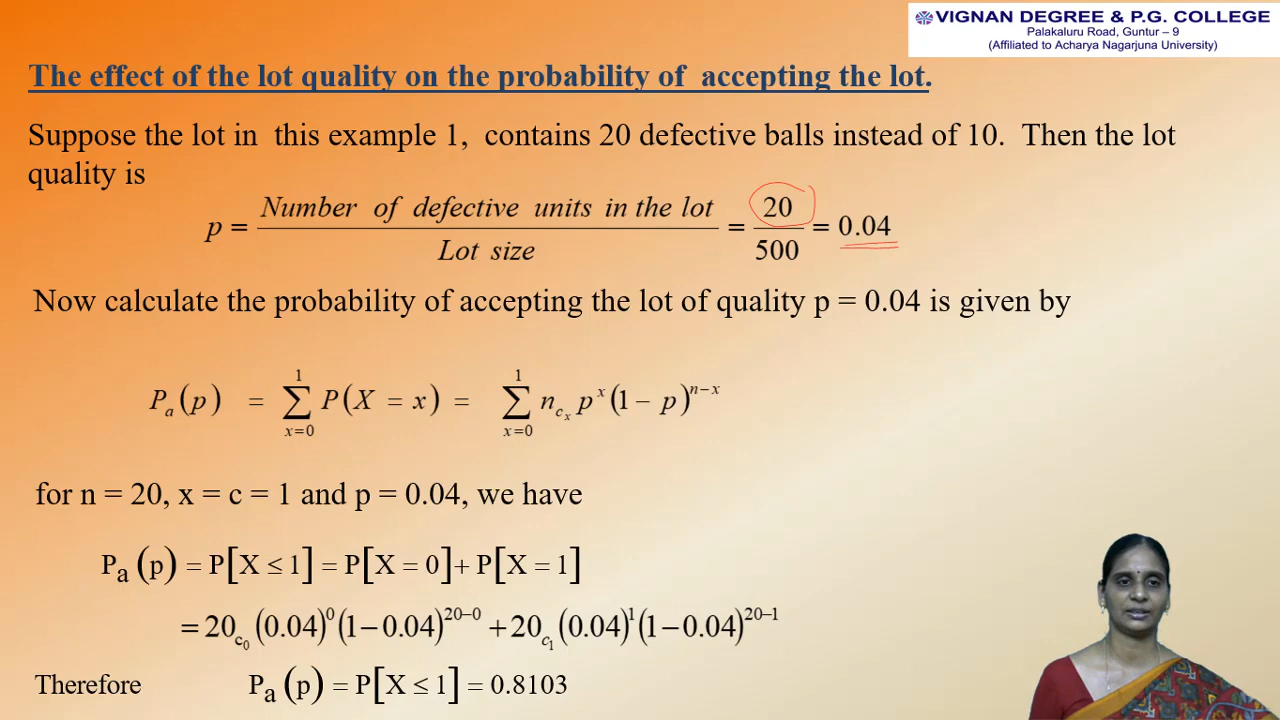 VIGNAN DEGREE & P.G. COLLEGE
Palakaluru Road, Guntur – 9
(Affiliated to Acharya Nagarjuna University)
The effect of the lot quality on the probability of accepting the lot.
Suppose the lot in this example 1, contains 20 defective balls instead of 10. Then the lot
quality is
p = Number of defective units in the lot / Lot size = 20 / 500 = 0.04
Now calculate the probability of accepting the lot of quality p = 0.04 is given by
P_a(p) = ∑_{x=0}^{1} P(X = x) = ∑_{x=0}^{1} n_{c_x} p^x (1 − p)^{n−x}
for n = 20, x = c = 1 and p = 0.04, we have
P_a(p) = P[X ≤ 1] = P[X = 0] + P[X = 1]
= 20_{c_0} (0.04)^0 (1−0.04)^{20−0} + 20_{c_1} (0.04)^1 (1−0.04)^{20−1}
Therefore P_a(p) = P[X ≤ 1] = 0.8103